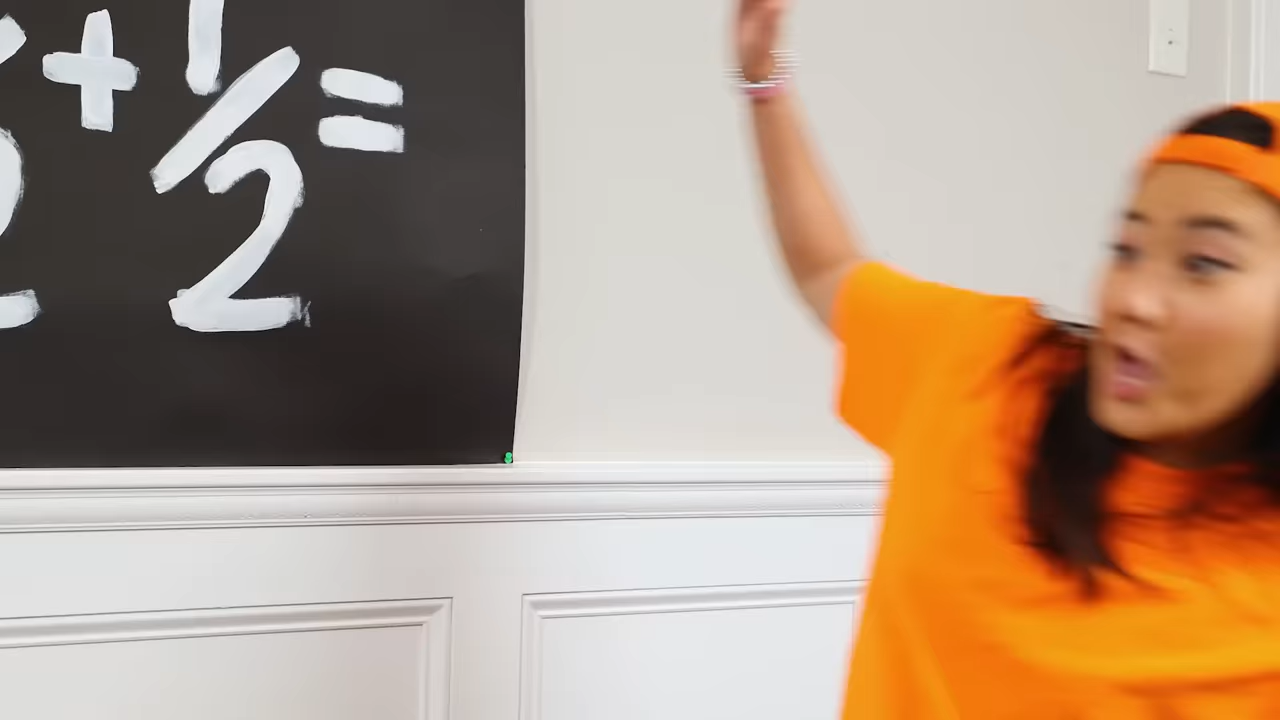 + 1/2 =